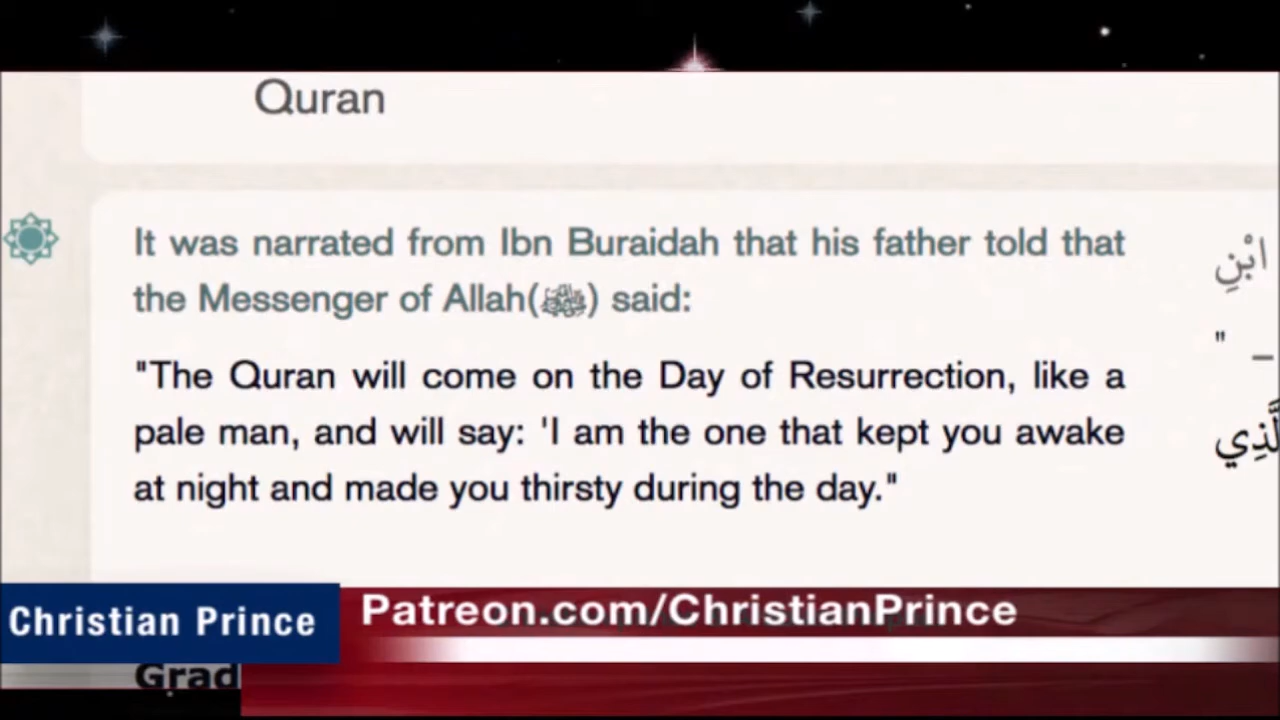 Quran
It was narrated from Ibn Buraidah that his father told that
the Messenger of Allah(ﷺ) said:
ابْنِ
"The Quran will come on the Day of Resurrection, like a
"
pale man, and will say: 'I am the one that kept you awake
at night and made you thirsty during the day."
Christian Prince
Patreon.com/ChristianPrince
Grad